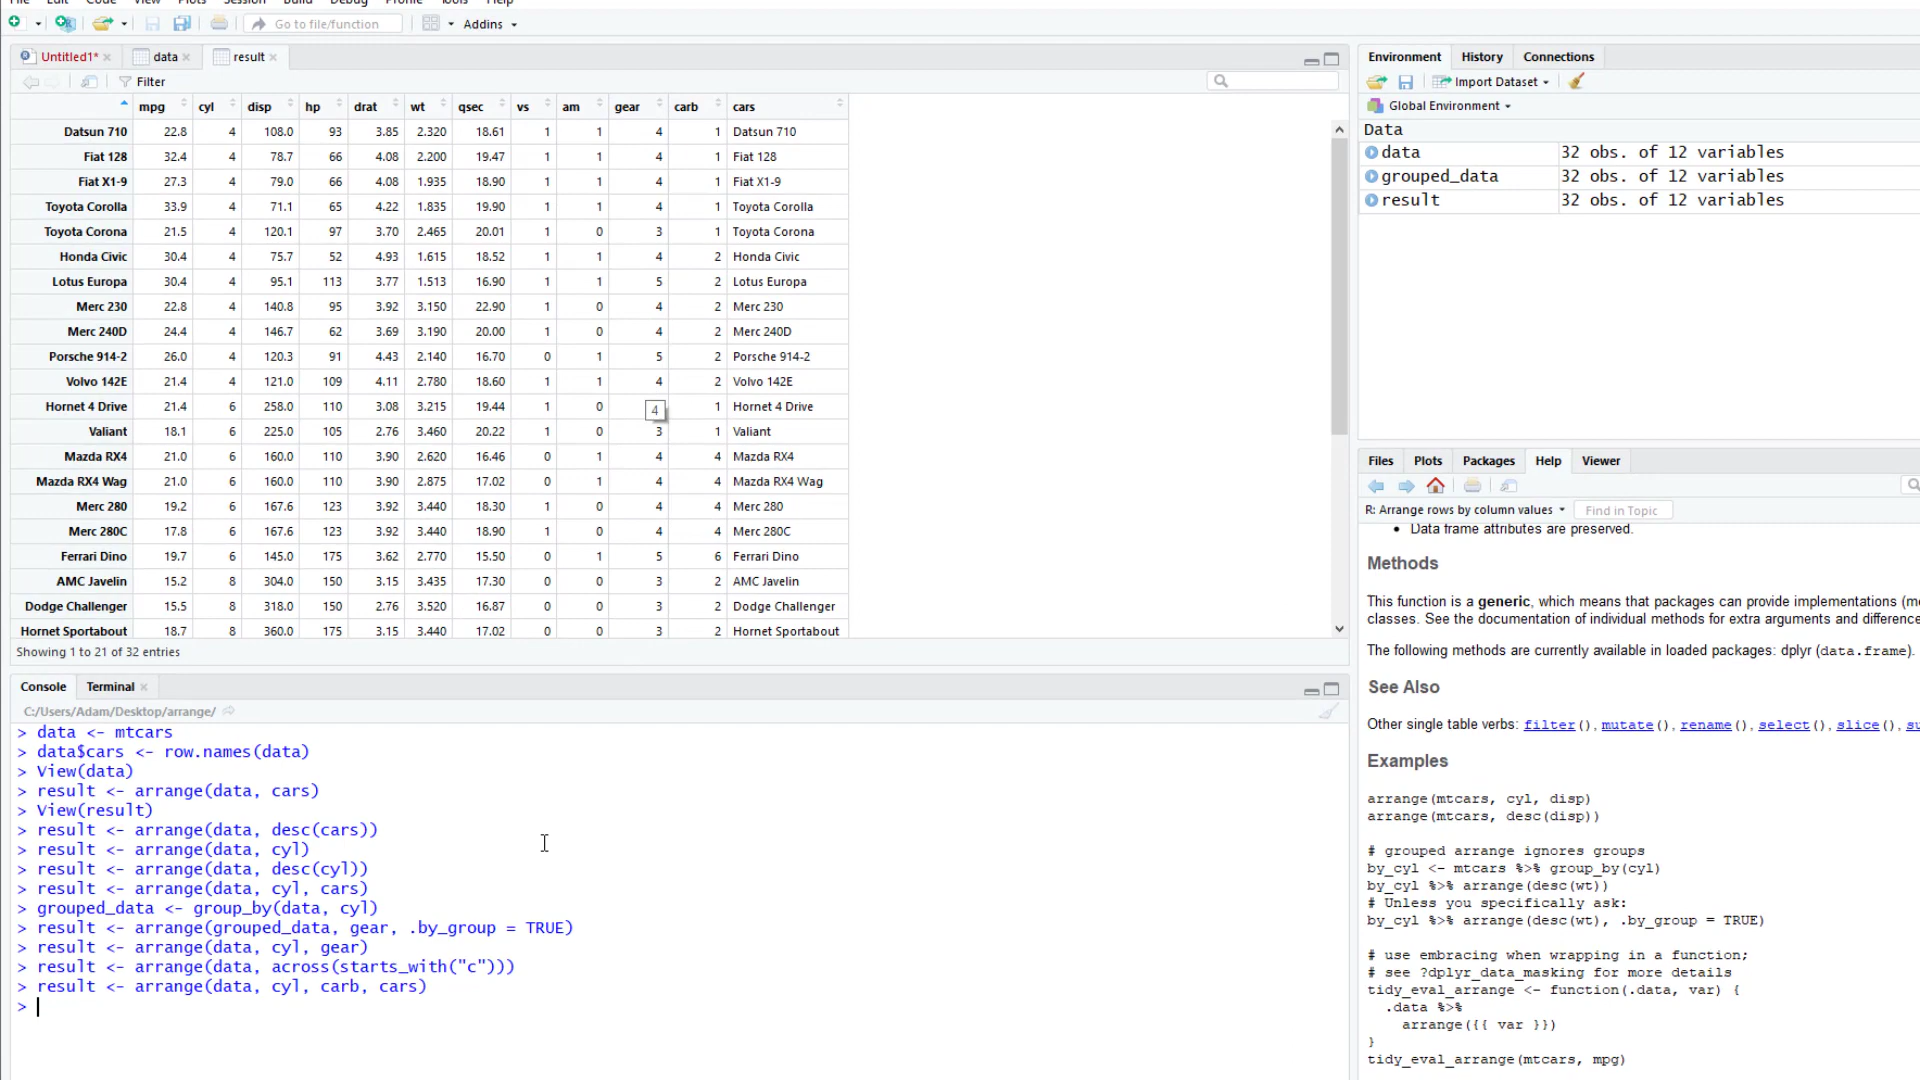 File Edit Code View Plots Session Build Debug Profile Tools Help
Go to file/function Addins
Untitled1* data result
Filter
mpg cyl disp hp drat wt qsec vs am gear carb cars
Datsun 710 22.8 4 108.0 93 3.85 2.320 18.61 1 1 4 1 Datsun 710
Fiat 128 32.4 4 78.7 66 4.08 2.200 19.47 1 1 4 1 Fiat 128
Fiat X1-9 27.3 4 79.0 66 4.08 1.935 18.90 1 1 4 1 Fiat X1-9
Toyota Corolla 33.9 4 71.1 65 4.22 1.835 19.90 1 1 4 1 Toyota Corolla
Toyota Corona 21.5 4 120.1 97 3.70 2.465 20.01 1 0 3 1 Toyota Corona
Honda Civic 30.4 4 75.7 52 4.93 1.615 18.52 1 1 4 2 Honda Civic
Lotus Europa 30.4 4 95.1 113 3.77 1.513 16.90 1 1 5 2 Lotus Europa
Merc 230 22.8 4 140.8 95 3.92 3.150 22.90 1 0 4 2 Merc 230
Merc 240D 24.4 4 146.7 62 3.69 3.190 20.00 1 0 4 2 Merc 240D
Porsche 914-2 26.0 4 120.3 91 4.43 2.140 16.70 0 1 5 2 Porsche 914-2
Volvo 142E 21.4 4 121.0 109 4.11 2.780 18.60 1 1 4 2 Volvo 142E
Hornet 4 Drive 21.4 6 258.0 110 3.08 3.215 19.44 1 0 4 1 Hornet 4 Drive
Valiant 18.1 6 225.0 105 2.76 3.460 20.22 1 0 3 1 Valiant
Mazda RX4 21.0 6 160.0 110 3.90 2.620 16.46 0 1 4 4 Mazda RX4
Mazda RX4 Wag 21.0 6 160.0 110 3.90 2.875 17.02 0 1 4 4 Mazda RX4 Wag
Merc 280 19.2 6 167.6 123 3.92 3.440 18.30 1 0 4 4 Merc 280
Merc 280C 17.8 6 167.6 123 3.92 3.440 18.90 1 0 4 4 Merc 280C
Ferrari Dino 19.7 6 145.0 175 3.62 2.770 15.50 0 1 5 6 Ferrari Dino
AMC Javelin 15.2 8 304.0 150 3.15 3.435 17.30 0 0 3 2 AMC Javelin
Dodge Challenger 15.5 8 318.0 150 2.76 3.520 16.87 0 0 3 2 Dodge Challenger
Hornet Sportabout 18.7 8 360.0 175 3.15 3.440 17.02 0 0 3 2 Hornet Sportabout
Showing 1 to 21 of 32 entries
Console Terminal
C:/Users/Adam/Desktop/arrange/
> data <- mtcars
> data$cars <- row.names(data)
> View(data)
> result <- arrange(data, cars)
> View(result)
> result <- arrange(data, desc(cars))
> result <- arrange(data, cyl)
> result <- arrange(data, desc(cyl))
> result <- arrange(data, cyl, cars)
> grouped_data <- group_by(data, cyl)
> result <- arrange(grouped_data, gear, .by_group = TRUE)
> result <- arrange(data, cyl, gear)
> result <- arrange(data, across(starts_with("c")))
> result <- arrange(data, cyl, carb, cars)
>
Environment History Connections
Import Dataset
Global Environment
Data
data 32 obs. of 12 variables
grouped_data 32 obs. of 12 variables
result 32 obs. of 12 variables
Files Plots Packages Help Viewer
R: Arrange rows by column values Find in Topic
• Data frame attributes are preserved.
Methods
This function is a generic, which means that packages can provide implementations
classes. See the documentation of individual methods for extra arguments and difference
The following methods are currently available in loaded packages: dplyr (data.frame).
See Also
Other single table verbs: filter(), mutate(), rename(), select(), slice(),
Examples
arrange(mtcars, cyl, disp)
arrange(mtcars, desc(disp))
# grouped arrange ignores groups
by_cyl <- mtcars %>% group_by(cyl)
by_cyl %>% arrange(desc(wt))
# Unless you specifically ask:
by_cyl %>% arrange(desc(wt), .by_group = TRUE)
# use embracing when wrapping in a function;
# see ?dplyr_data_masking for more details
tidy_eval_arrange <- function(.data, var) {
.data %>%
arrange({{ var }})
}
tidy_eval_arrange(mtcars, mpg)